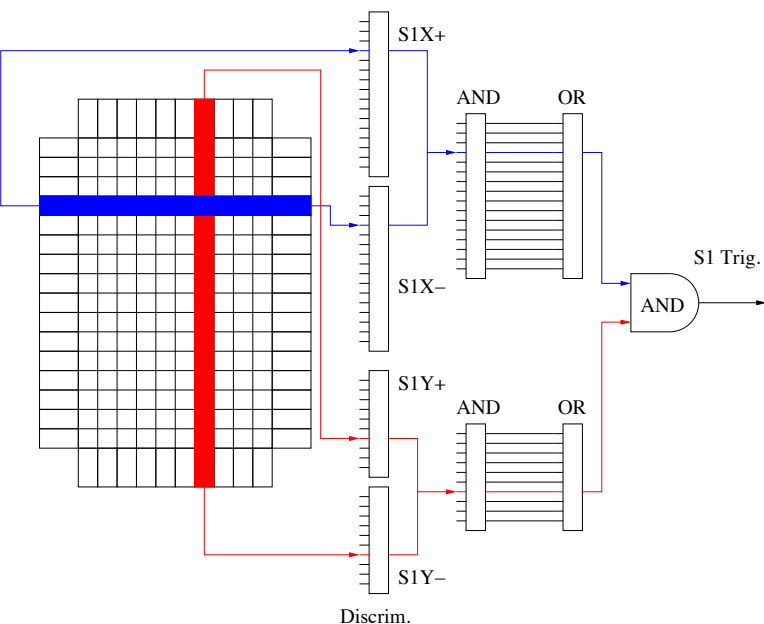 S1X+
AND
OR
S1X−
S1 Trig.
AND
S1Y+
AND
OR
S1Y−
Discrim.